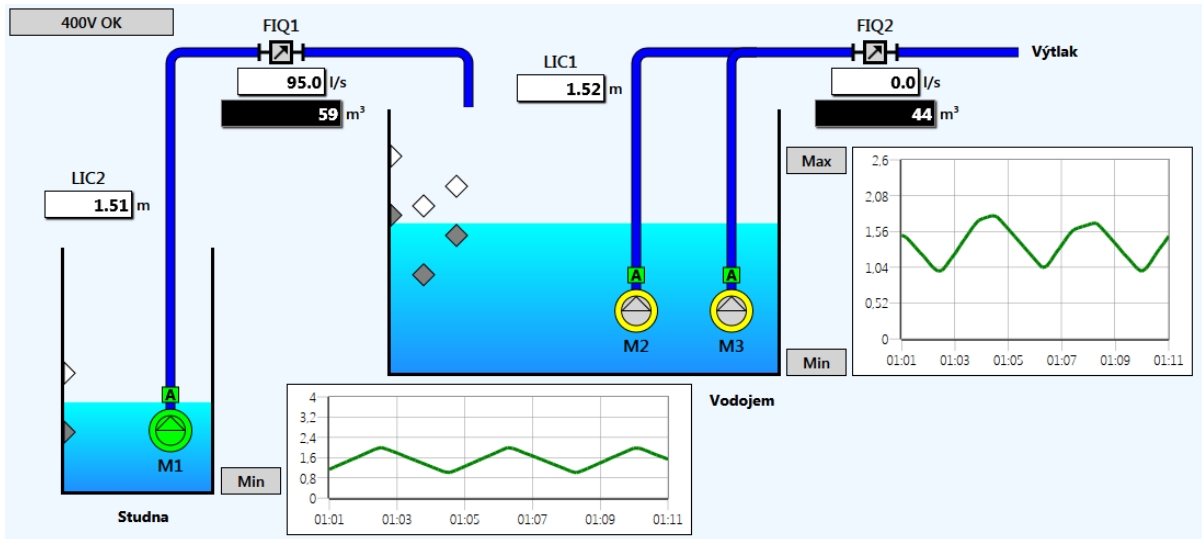 400V OK
FIQ1
95.0 l/s
59 m³
LIC2
1.51 m
A
M1
Min
Studna
LIC1
1.52 m
FIQ2
0.0 l/s
44 m³
Výtlak
A
A
M2
M3
Max
Min
Vodojem
2,6
2,08
1,56
1,04
0,52
0
01:01 01:03 01:05 01:07 01:09 01:11
4
3,2
2,4
1,6
0,8
0
01:01 01:03 01:05 01:07 01:09 01:11